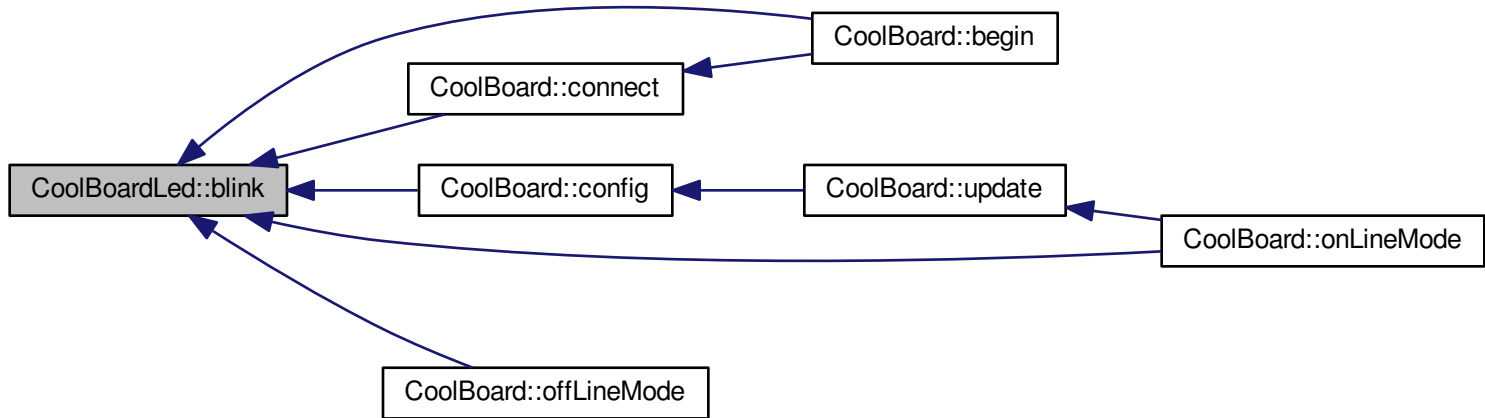 CoolBoard::begin
CoolBoard::connect
CoolBoardLed::blink
CoolBoard::config
CoolBoard::update
CoolBoard::onLineMode
CoolBoard::offLineMode